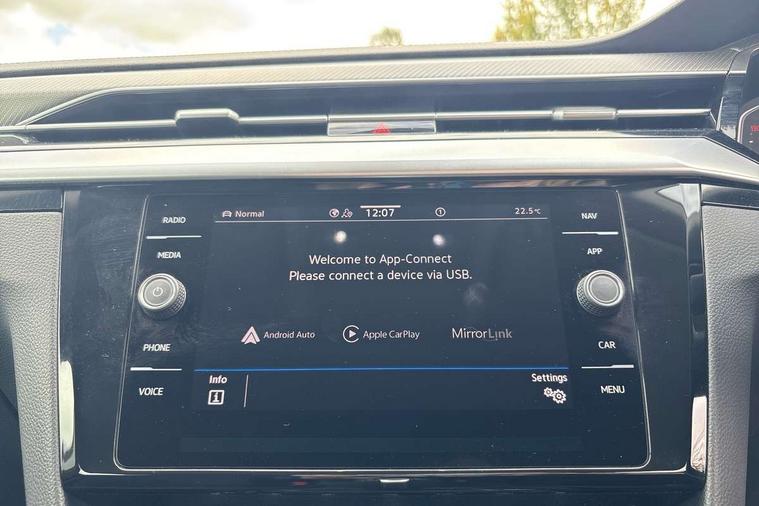 RADIO
MEDIA
PHONE
VOICE
Normal
12:07
1
22.5°C
Welcome to App-Connect
Please connect a device via USB.
Android Auto
Apple CarPlay
MirrorLink
Info
i
Settings
NAV
APP
CAR
MENU